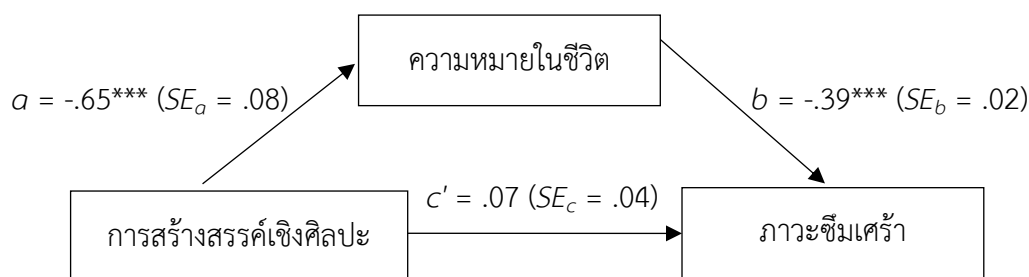 ความหมายในชีวิต
a = -.65*** (SEa = .08)
b = -.39*** (SEb = .02)
c' = .07 (SEc = .04)
การสร้างสรรค์เชิงศิลปะ
ภาวะซึมเศร้า